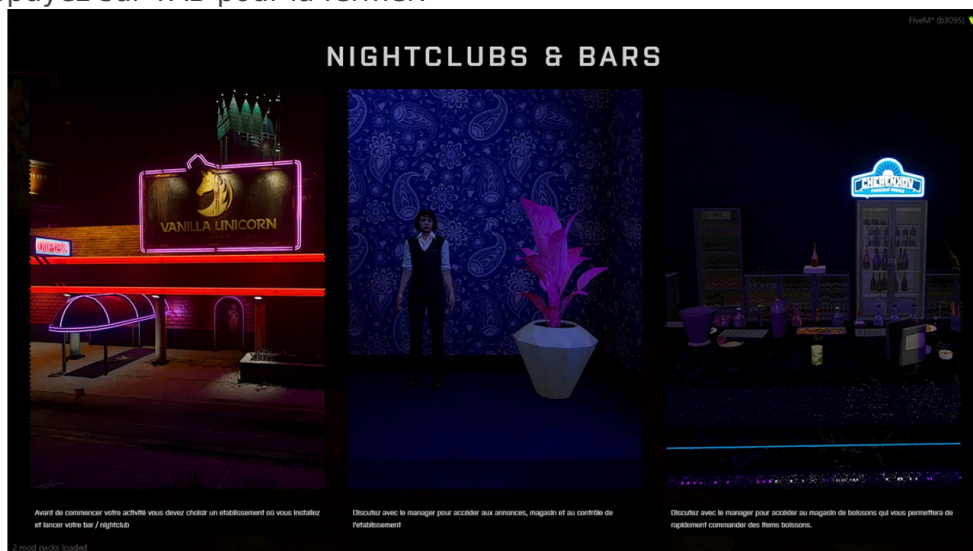 appuyez sur TAB pour la fermer.
FiveM* (b3095)
NIGHTCLUBS & BARS
VANILLA UNICORN
CHERENKOV
Avant de commencer votre activité vous devez choisir un etablissement où vous installez
et lancer votre bar / nightclub
Discutez avec le manager pour accéder aux annonces, magasin et au contrôle de
l'etablissement
Discutez avec le manager pour accéder au magasin de boissons qui vous permettera de
rapidement commander des items boissons.
2 mod packs loaded